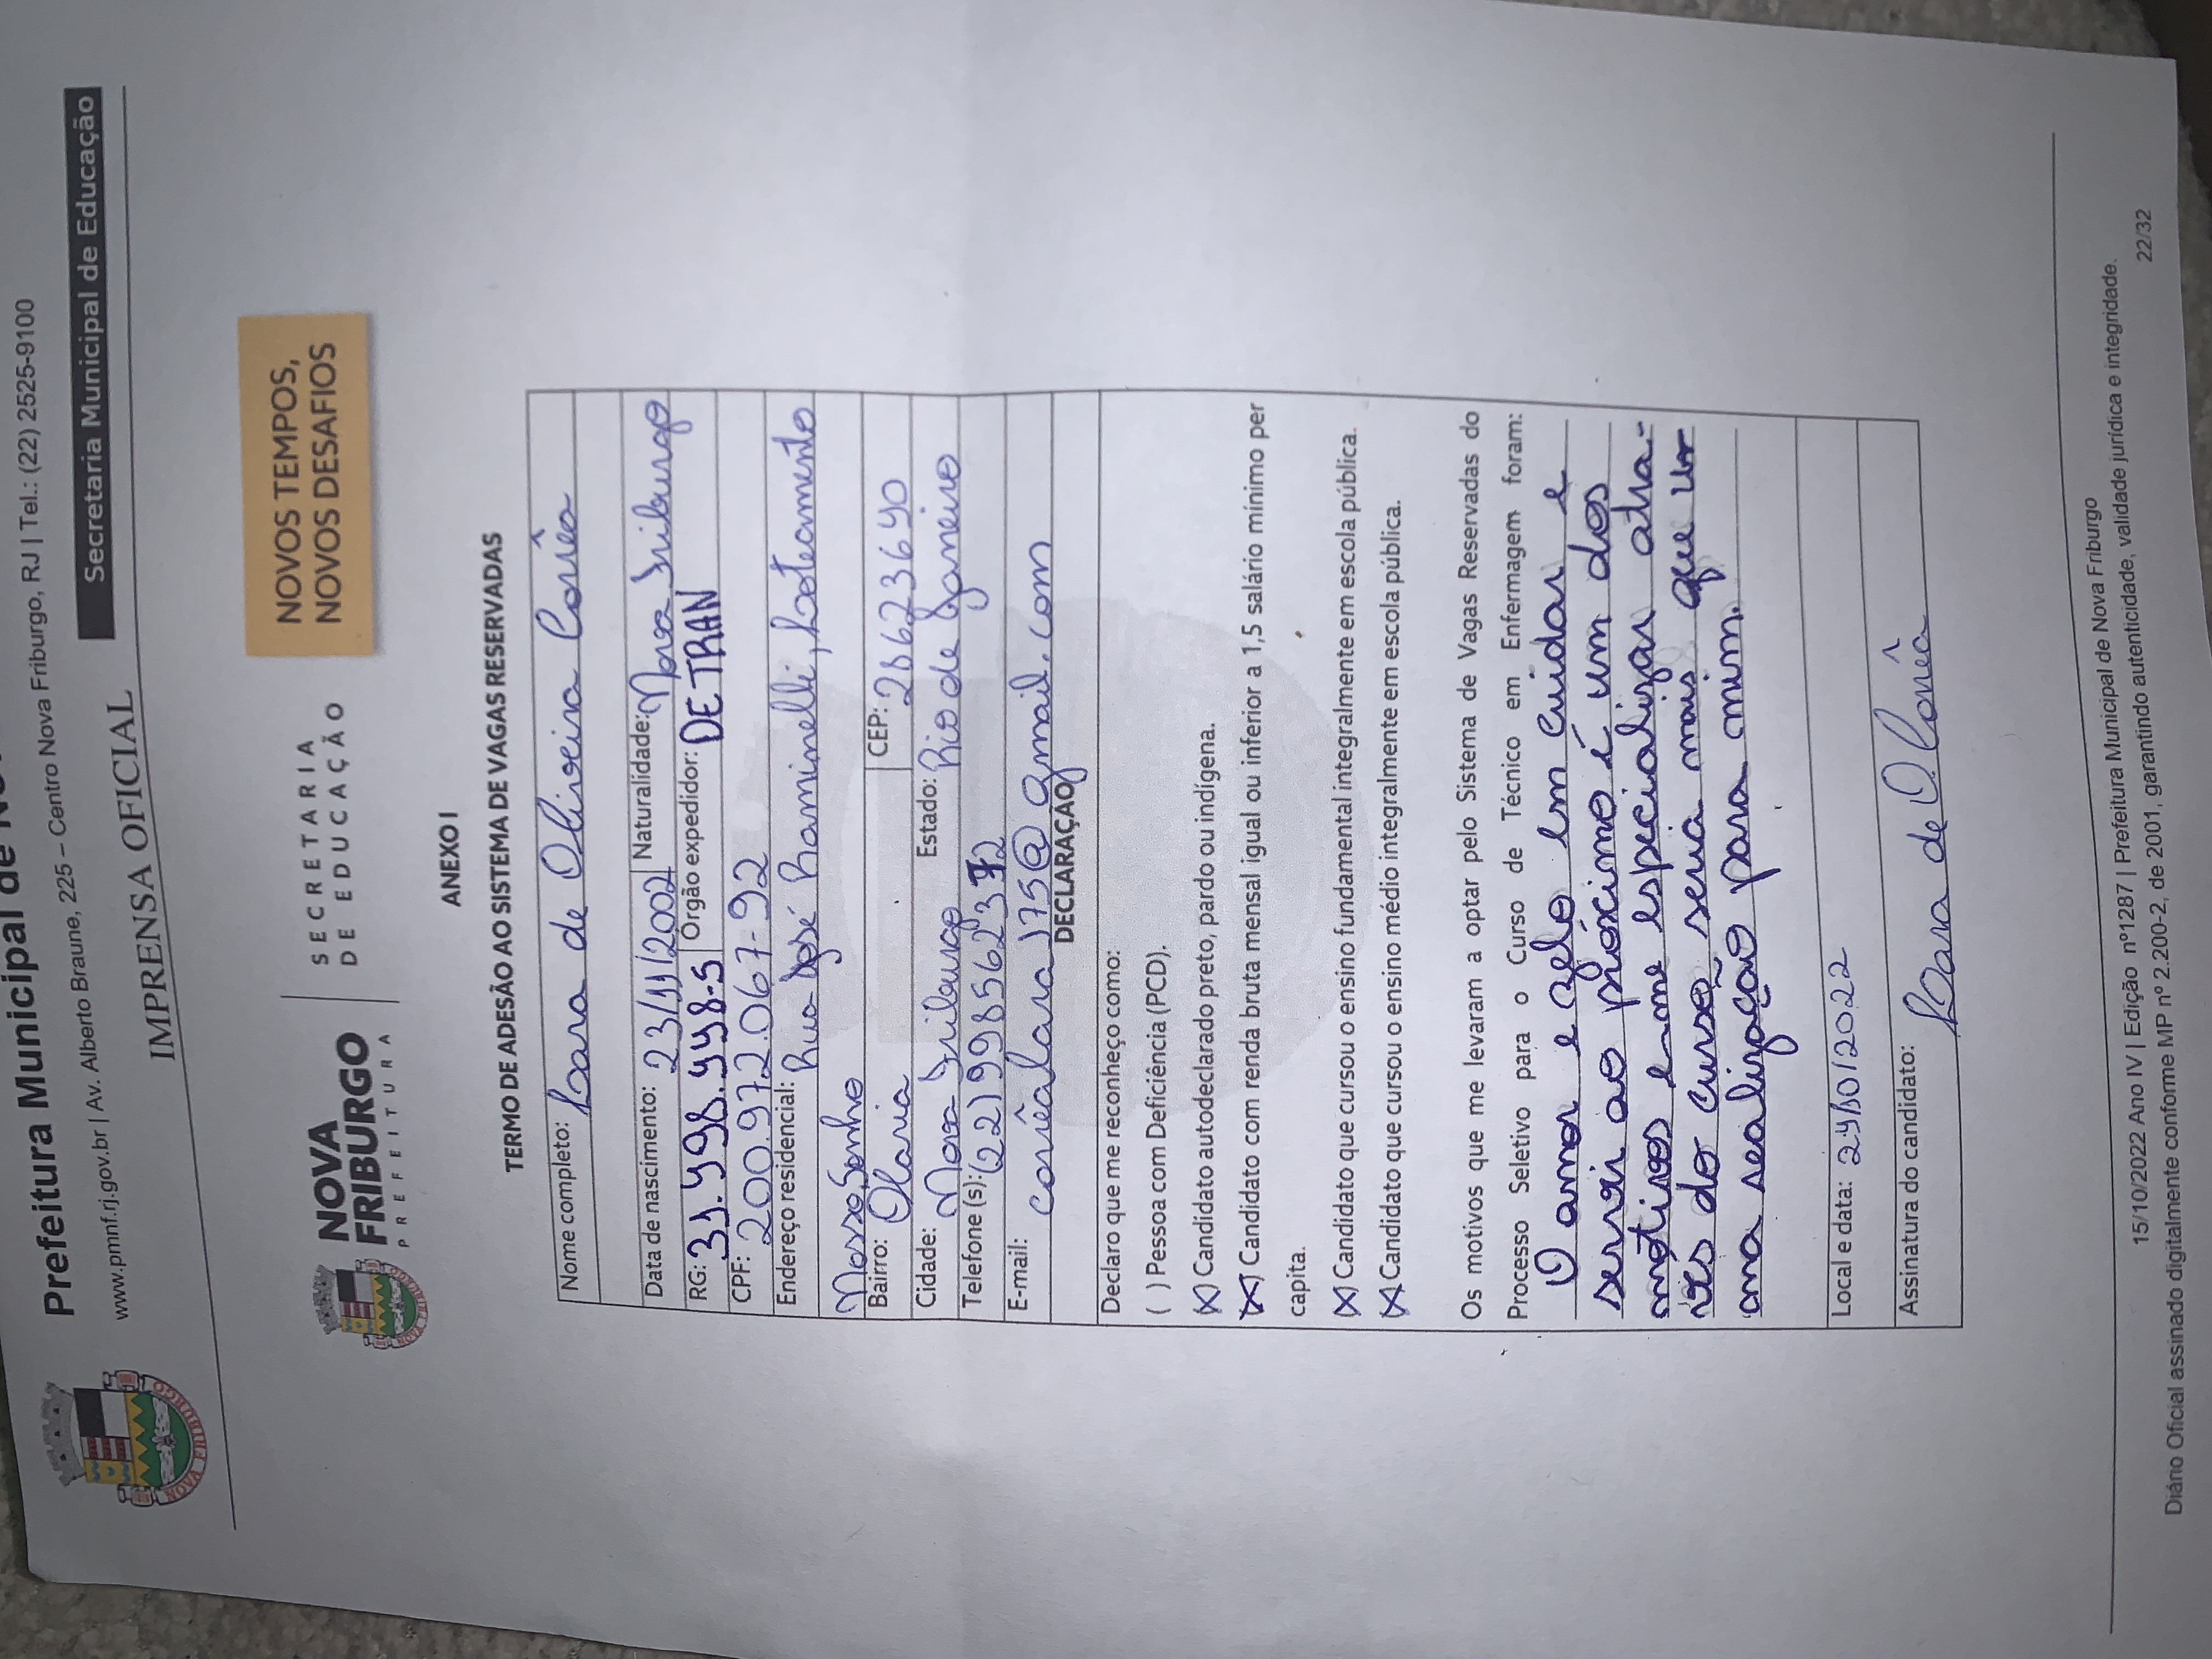 Prefeitura Municipal de
www.pmnf.rj.gov.br | Av. Alberto Braune, 225 – Centro Nova Friburgo, RJ | Tel.: (22) 2525-9100
Secretaria Municipal de Educação
IMPRENSA OFICIAL
NOVA FRIBURGO
NOVA
FRIBURGO
PREFEITURA
SECRETARIA
DE EDUCAÇÃO
NOVOS TEMPOS,
NOVOS DESAFIOS
ANEXO I
TERMO DE ADESÃO AO SISTEMA DE VAGAS RESERVADAS
Nome completo: Lara de Oliveira Corrêa
Data de nascimento: 23/11/2002 Naturalidade: Nova Friburgo
RG: 31.998.998-5 Órgão expedidor: DETRAN
CPF: 200.972.067-92
Endereço residencial: Rua José Raminelli, Loteamento
Nosso Sonho
Bairro: Olaria CEP: 28623690
Cidade: Nova Friburgo Estado: Rio de Janeiro
Telefone (s): (22) 998562372
E-mail: corrêalara175@gmail.com
DECLARAÇÃO
Declaro que me reconheço como:
( ) Pessoa com Deficiência (PCD).
(X) Candidato autodeclarado preto, pardo ou indígena.
(X) Candidato com renda bruta mensal igual ou inferior a 1,5 salário mínimo per
capita.
(X) Candidato que cursou o ensino fundamental integralmente em escola pública.
(X) Candidato que cursou o ensino médio integralmente em escola pública.
Os motivos que me levaram a optar pelo Sistema de Vagas Reservadas do
Processo Seletivo para o Curso de Técnico em Enfermagem foram:
O amor e zelo em cuidar e
servir ao próximo é um dos
motivos e me especializar atra-
vés do curso seria mais que u-
ma realização para mim.
Local e data: 29/10/2022
Assinatura do candidato: Lara de O. Corrêa
15/10/2022 Ano IV | Edição nº1287 | Prefeitura Municipal de Nova Friburgo
Diário Oficial assinado digitalmente conforme MP nº 2.200-2, de 2001, garantindo autenticidade, validade jurídica e integridade.
22/32